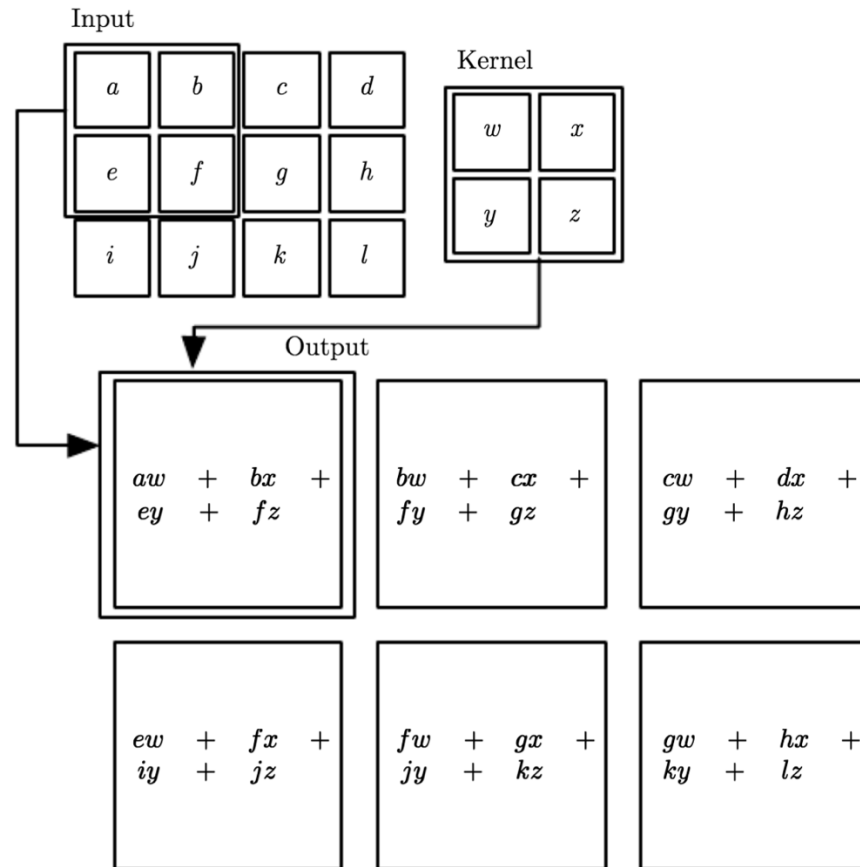 Input
a b c d
e f g h
i j k l
Kernel
w x
y z
Output
aw + bx +
ey + fz
bw + cx +
fy + gz
cw + dx +
gy + hz
ew + fx +
iy + jz
fw + gx +
jy + kz
gw + hx +
ky + lz